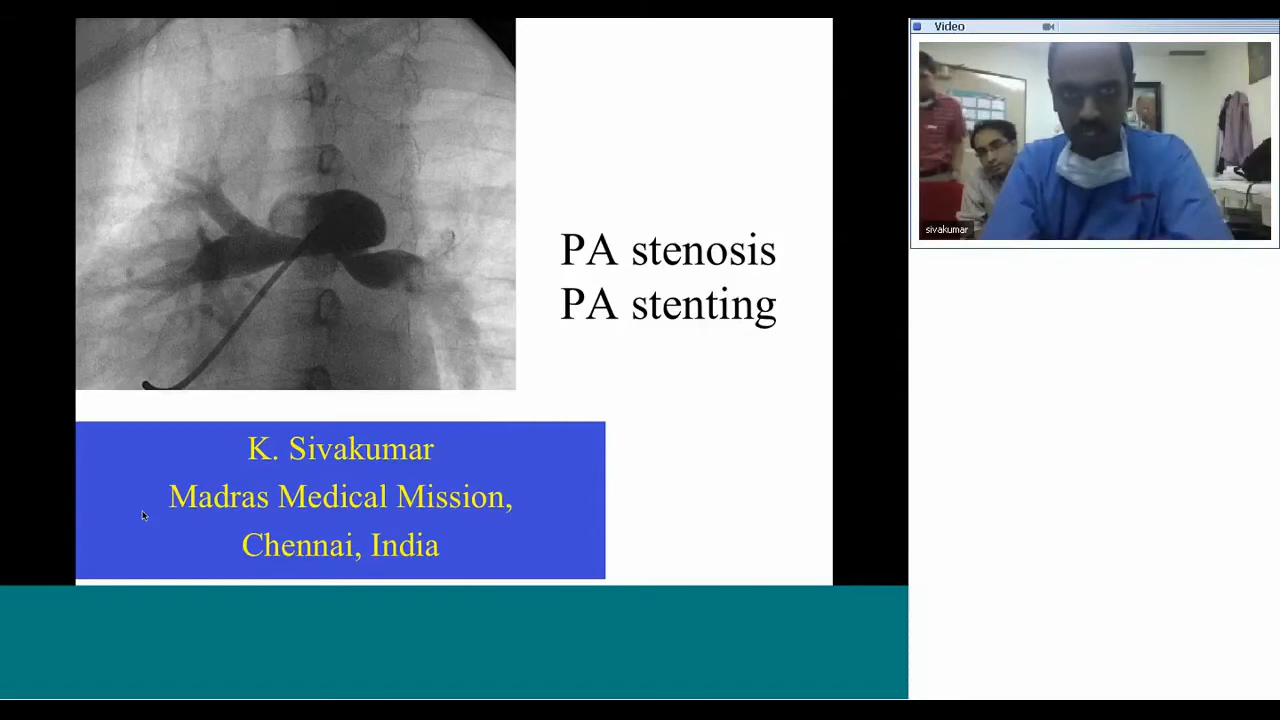 Video
sivakumar
PA stenosis
PA stenting
K. Sivakumar
Madras Medical Mission,
Chennai, India